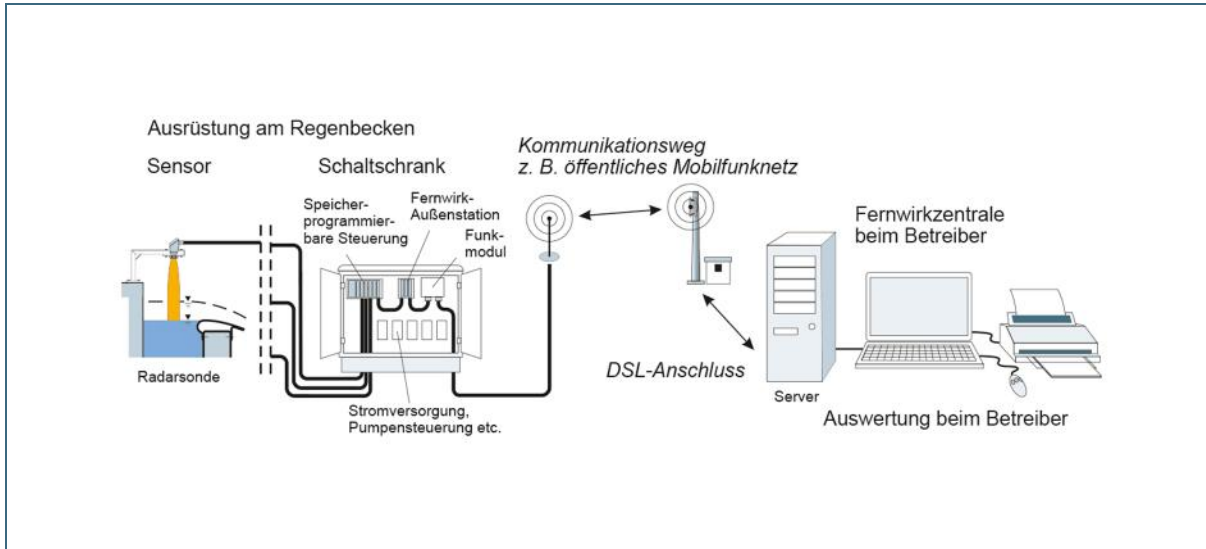 Ausrüstung am Regenbecken
Sensor
Schaltschrank
Speicher-
programmier-
bare Steuerung
Fernwirk-
Außenstation
Funk-
modul
Radarsonde
Stromversorgung,
Pumpensteuerung etc.
Kommunikationsweg
z. B. öffentliches Mobilfunknetz
DSL-Anschluss
Fernwirkzentrale
beim Betreiber
Server
Auswertung beim Betreiber